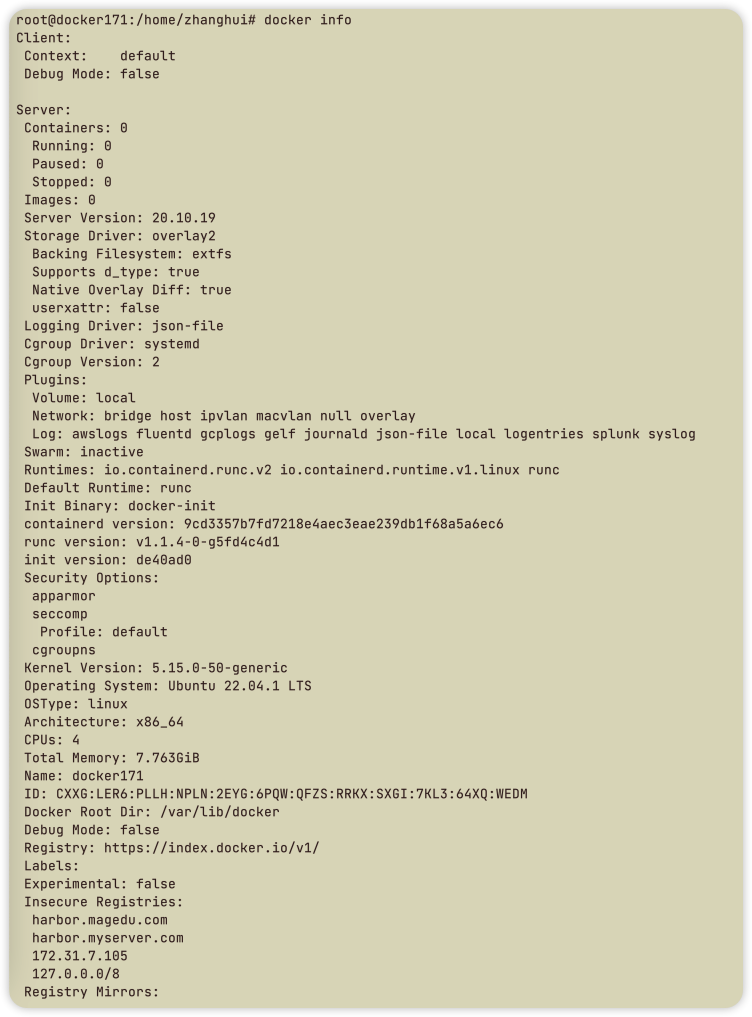 root@docker171:/home/zhanghui# docker info
Client:
 Context:    default
 Debug Mode: false

Server:
 Containers: 0
  Running: 0
  Paused: 0
  Stopped: 0
 Images: 0
 Server Version: 20.10.19
 Storage Driver: overlay2
  Backing Filesystem: extfs
  Supports d_type: true
  Native Overlay Diff: true
  userxattr: false
 Logging Driver: json-file
 Cgroup Driver: systemd
 Cgroup Version: 2
 Plugins:
  Volume: local
  Network: bridge host ipvlan macvlan null overlay
  Log: awslogs fluentd gcplogs gelf journald json-file local logentries splunk syslog
 Swarm: inactive
 Runtimes: io.containerd.runc.v2 io.containerd.runtime.v1.linux runc
 Default Runtime: runc
 Init Binary: docker-init
 containerd version: 9cd3357b7fd7218e4aec3eae239db1f68a5a6ec6
 runc version: v1.1.4-0-g5fd4c4d1
 init version: de40ad0
 Security Options:
  apparmor
  seccomp
   Profile: default
  cgroupns
 Kernel Version: 5.15.0-50-generic
 Operating System: Ubuntu 22.04.1 LTS
 OSType: linux
 Architecture: x86_64
 CPUs: 4
 Total Memory: 7.763GiB
 Name: docker171
 ID: CXXG:LER6:PLLH:NPLN:2EYG:6PQW:QFZS:RRKX:SXGI:7KL3:64XQ:WEDM
 Docker Root Dir: /var/lib/docker
 Debug Mode: false
 Registry: https://index.docker.io/v1/
 Labels:
 Experimental: false
 Insecure Registries:
  harbor.magedu.com
  harbor.myserver.com
  172.31.7.105
  127.0.0.0/8
 Registry Mirrors: